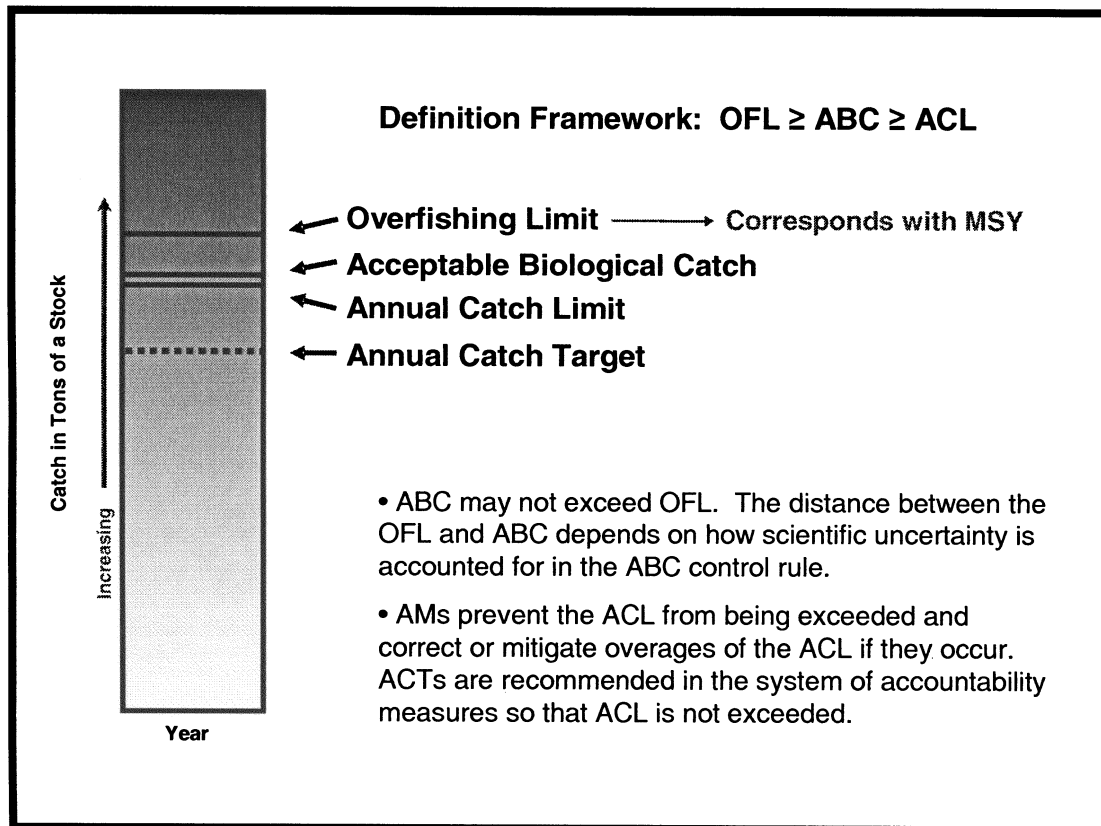 Definition Framework: OFL ≥ ABC ≥ ACL
Overfishing Limit
Corresponds with MSY
Acceptable Biological Catch
Annual Catch Limit
Annual Catch Target
Catch in Tons of a Stock
Increasing
Year
• ABC may not exceed OFL. The distance between the
OFL and ABC depends on how scientific uncertainty is
accounted for in the ABC control rule.
• AMs prevent the ACL from being exceeded and
correct or mitigate overages of the ACL if they occur.
ACTs are recommended in the system of accountability
measures so that ACL is not exceeded.